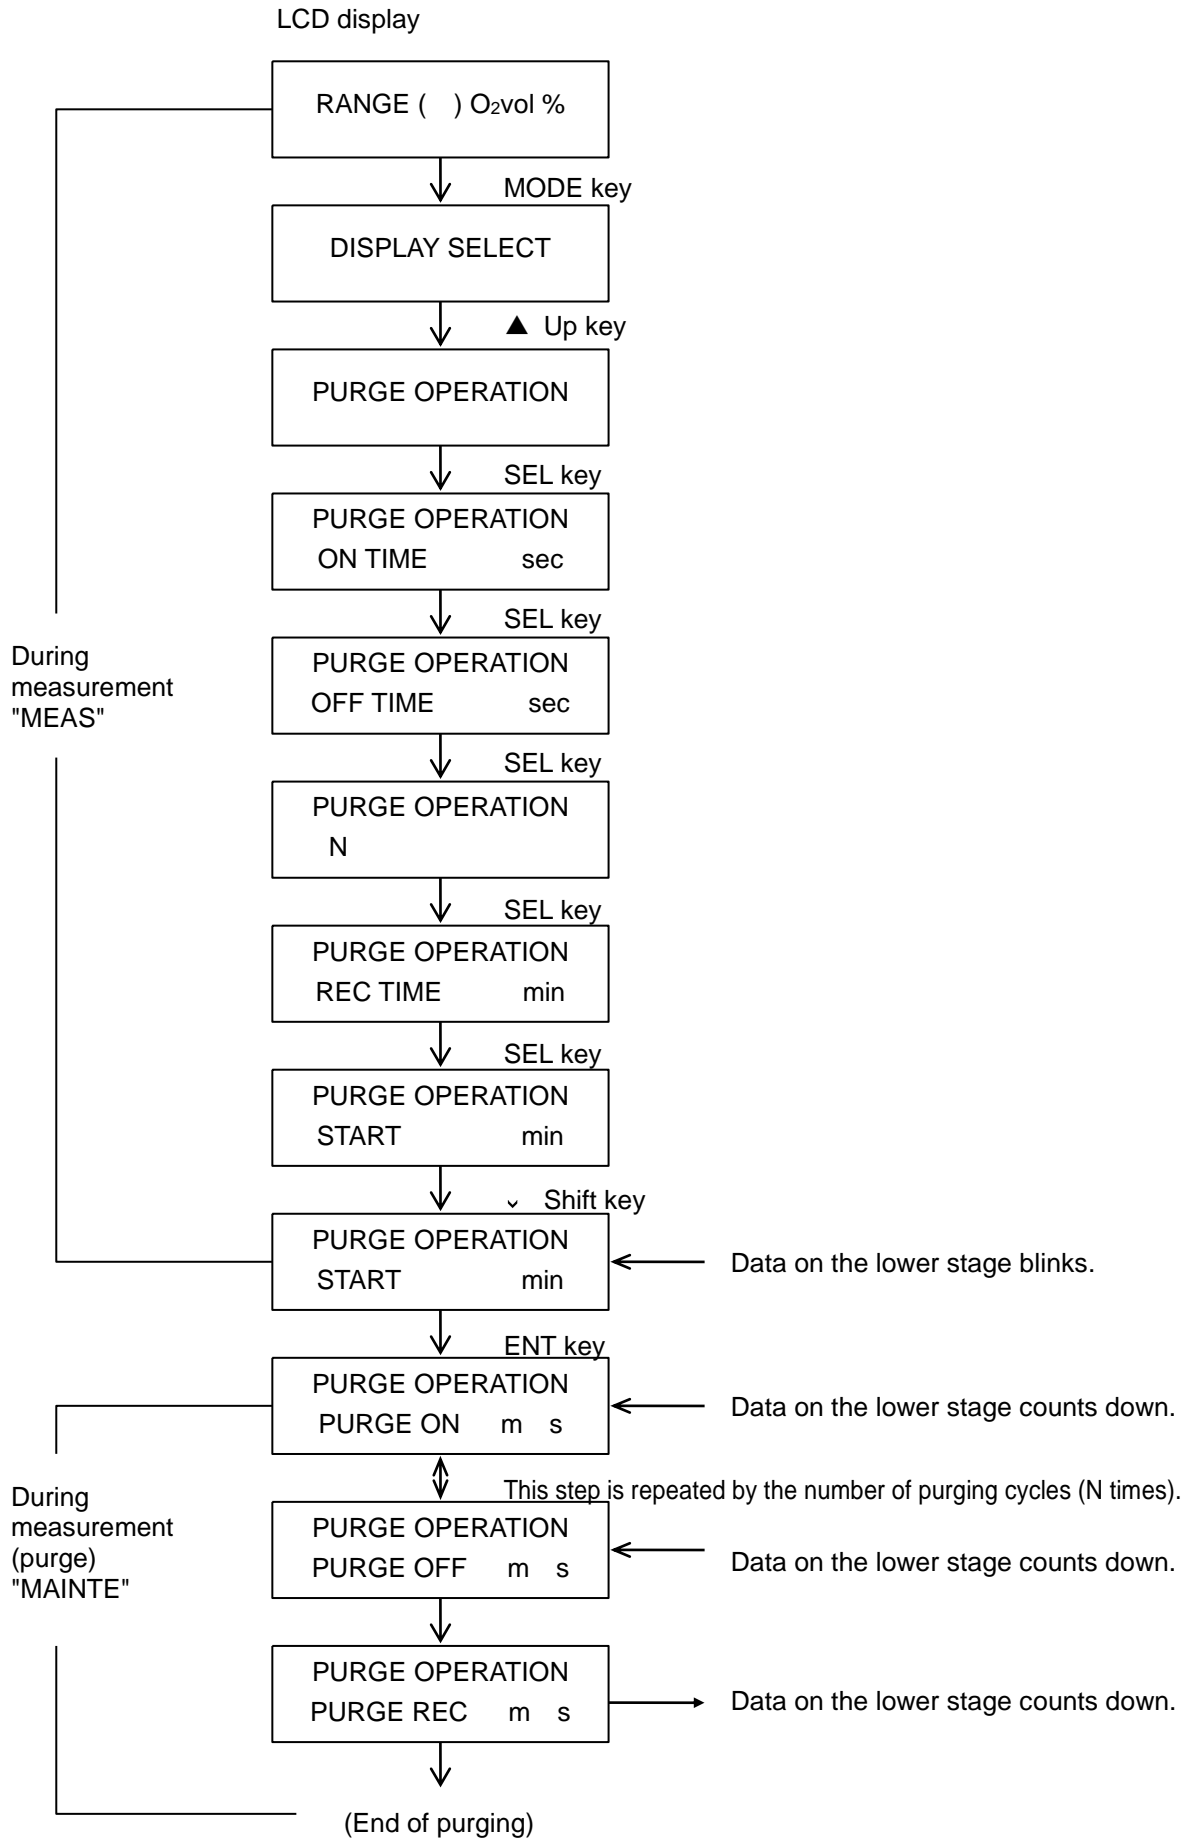 LCD display
RANGE (   ) O₂vol %
MODE key
DISPLAY SELECT
▲ Up key
PURGE OPERATION
SEL key
PURGE OPERATION
ON TIME sec
SEL key
During
measurement
"MEAS"
PURGE OPERATION
OFF TIME sec
SEL key
PURGE OPERATION
N
SEL key
PURGE OPERATION
REC TIME min
SEL key
PURGE OPERATION
START min
Shift key
PURGE OPERATION
START min
Data on the lower stage blinks.
ENT key
PURGE OPERATION
PURGE ON m s
Data on the lower stage counts down.
This step is repeated by the number of purging cycles (N times).
During
measurement
(purge)
"MAINTE"
PURGE OPERATION
PURGE OFF m s
Data on the lower stage counts down.
PURGE OPERATION
PURGE REC m s
Data on the lower stage counts down.
(End of purging)